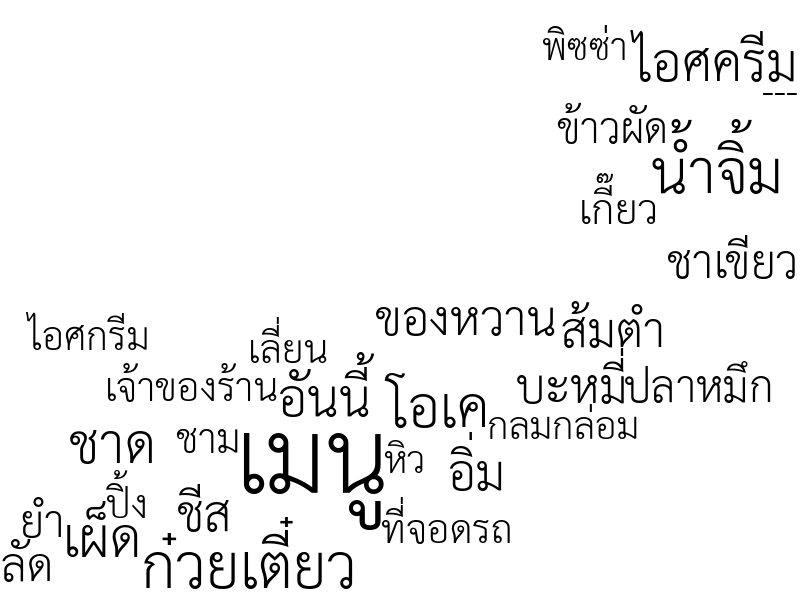 พิซซ่า ไอศครีม
ข้าวผัด
น้ำจิ้ม
เกี๊ยว
ชาเขียว
ของหวาน ส้มตำ
ไอศกรีม เลี่ยน
เจ้าของร้าน อันนี้ โอเค บะหมี่ ปลาหมึก
กลมกล่อม
ชาด ชาม เมนู หิว อิ่ม
ปิ้ง ชีส
ยำ เผ็ด ที่จอดรถ
ลัด ก๋วยเตี๋ยว